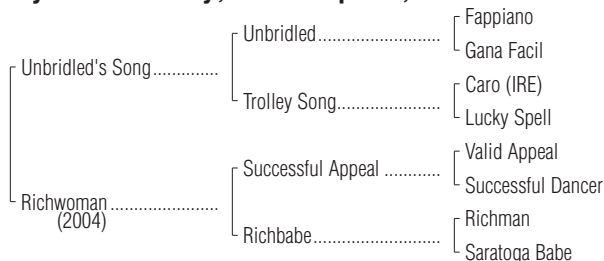 Fappiano
Unbridled
Gana Facil
Unbridled's Song
Caro (IRE)
Trolley Song
Lucky Spell
Valid Appeal
Successful Appeal
Successful Dancer
Richwoman
(2004)
Richman
Richbabe
Saratoga Babe